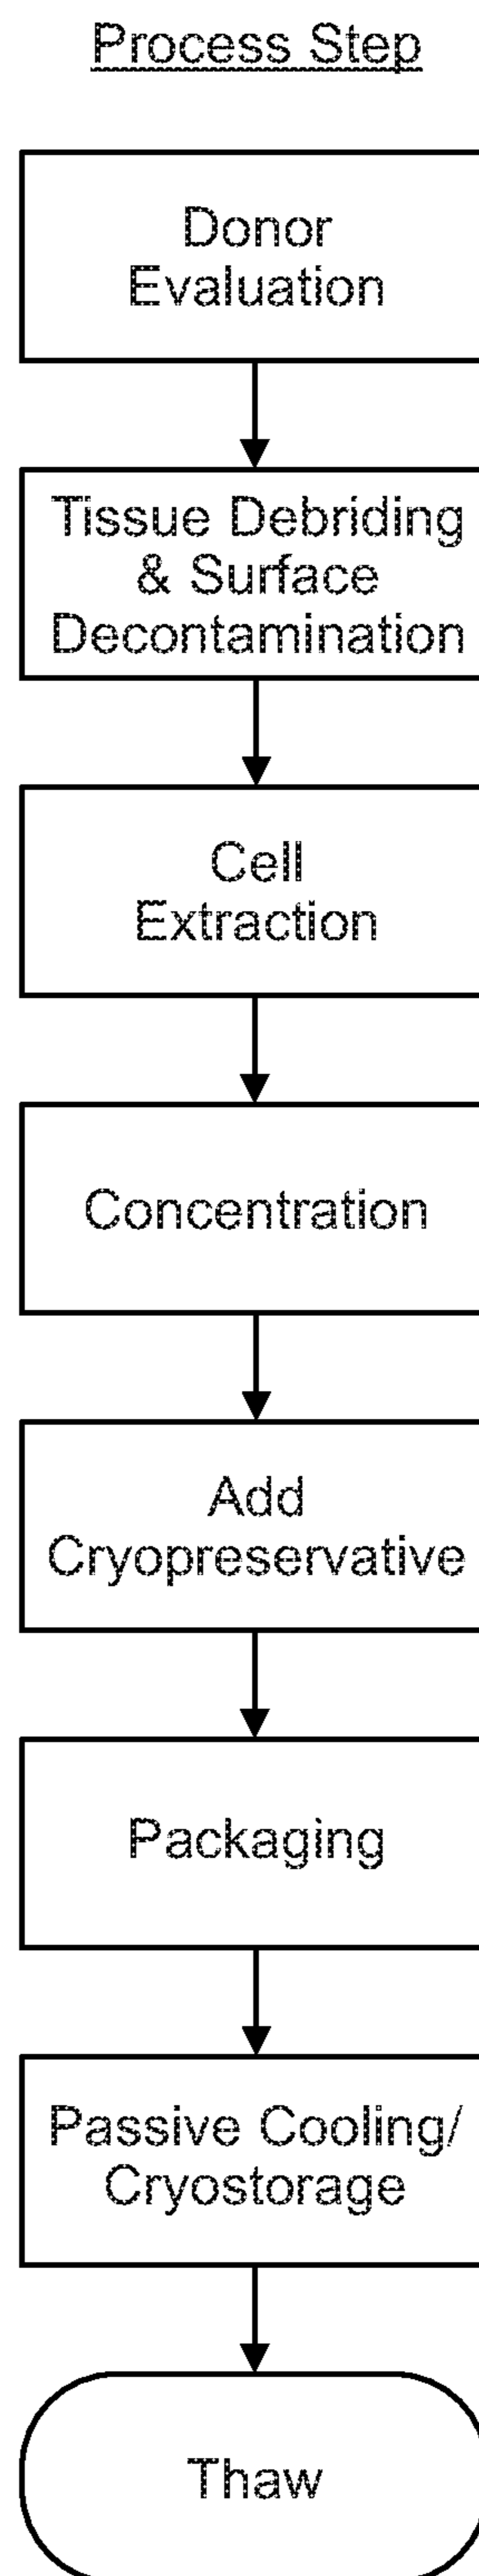 Process Step
Donor
Evaluation
Tissue Debriding
& Surface
Decontamination
Cell
Extraction
Concentration
Add
Cryopreservative
Packaging
Passive Cooling/
Cryostorage
Thaw